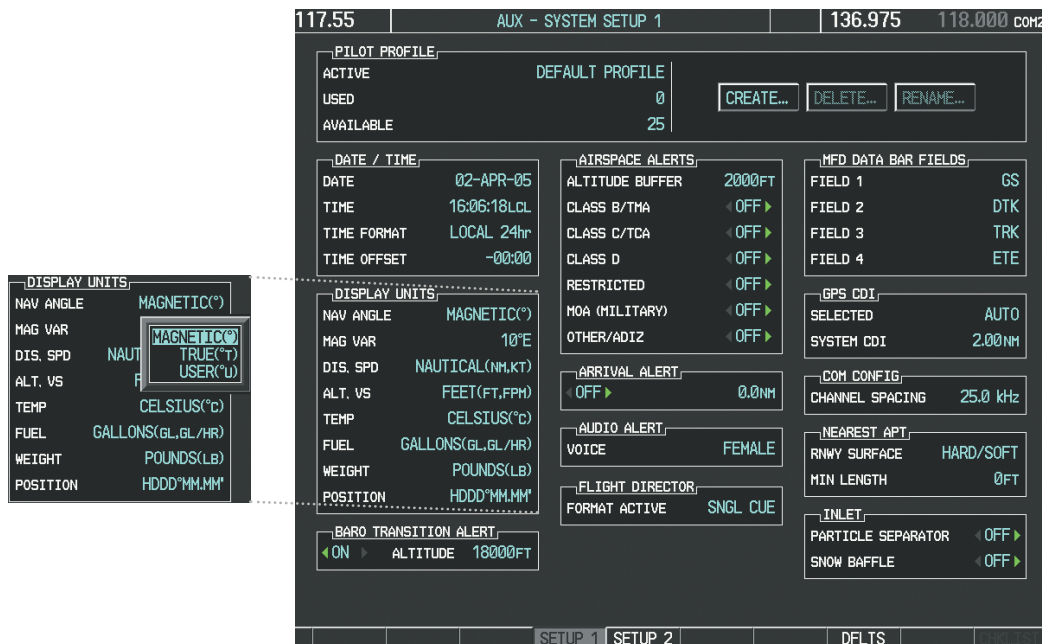 117.55 AUX – SYSTEM SETUP 1 136.975 118.000 COM2
PILOT PROFILE
ACTIVE DEFAULT PROFILE
USED 0
AVAILABLE 25
CREATE... DELETE... RENAME...
DATE / TIME
DATE 02-APR-05
TIME 16:06:18LCL
TIME FORMAT LOCAL 24hr
TIME OFFSET -00:00
DISPLAY UNITS
NAV ANGLE MAGNETIC(°)
MAG VAR 10°E
DIS, SPD NAUTICAL(NM,KT)
ALT, VS FEET(FT,FPM)
TEMP CELSIUS(°C)
FUEL GALLONS(GL,GL/HR)
WEIGHT POUNDS(LB)
POSITION HDDD°MM.MM'
BARO TRANSITION ALERT
ON ALTITUDE 18000FT
AIRSPACE ALERTS
ALTITUDE BUFFER 2000FT
CLASS B/TMA OFF
CLASS C/TCA OFF
CLASS D OFF
RESTRICTED OFF
MOA (MILITARY) OFF
OTHER/ADIZ OFF
ARRIVAL ALERT
OFF 0.0NM
AUDIO ALERT
VOICE FEMALE
FLIGHT DIRECTOR
FORMAT ACTIVE SNGL CUE
MFD DATA BAR FIELDS
FIELD 1 GS
FIELD 2 DTK
FIELD 3 TRK
FIELD 4 ETE
GPS CDI
SELECTED AUTO
SYSTEM CDI 2.00NM
COM CONFIG
CHANNEL SPACING 25.0 kHz
NEAREST APT
RNWY SURFACE HARD/SOFT
MIN LENGTH 0FT
INLET
PARTICLE SEPARATOR OFF
SNOW BAFFLE OFF
SETUP 1 SETUP 2 DFLTS CHKLIST
DISPLAY UNITS
NAV ANGLE MAGNETIC(°)
MAG VAR
DIS, SPD NAUT
ALT, VS F
MAGNETIC(°)
TRUE(°T)
USER(°U)
TEMP CELSIUS(°C)
FUEL GALLONS(GL,GL/HR)
WEIGHT POUNDS(LB)
POSITION HDDD°MM.MM'